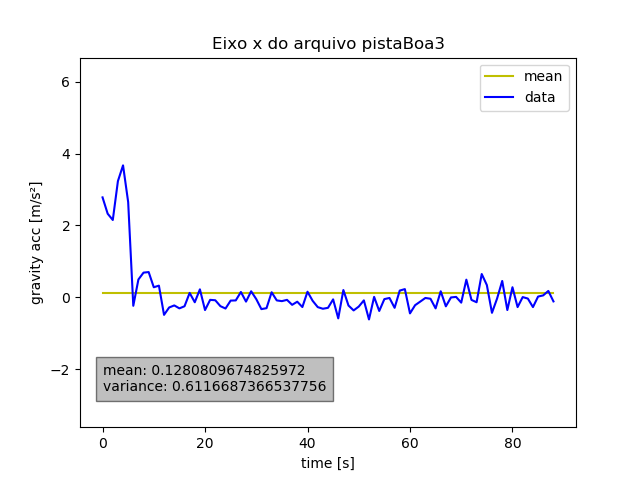 Eixo x do arquivo pistaBoa3
mean
data
gravity acc [m/s²]
6
4
2
0
−2
mean: 0.1280809674825972
variance: 0.6116687366537756
0 20 40 60 80
time [s]